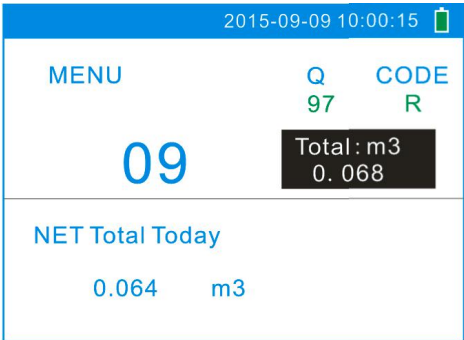 2015-09-09 10:00:15
MENU Q CODE
97 R
09
Total: m3
0.068
NET Total Today
0.064 m3